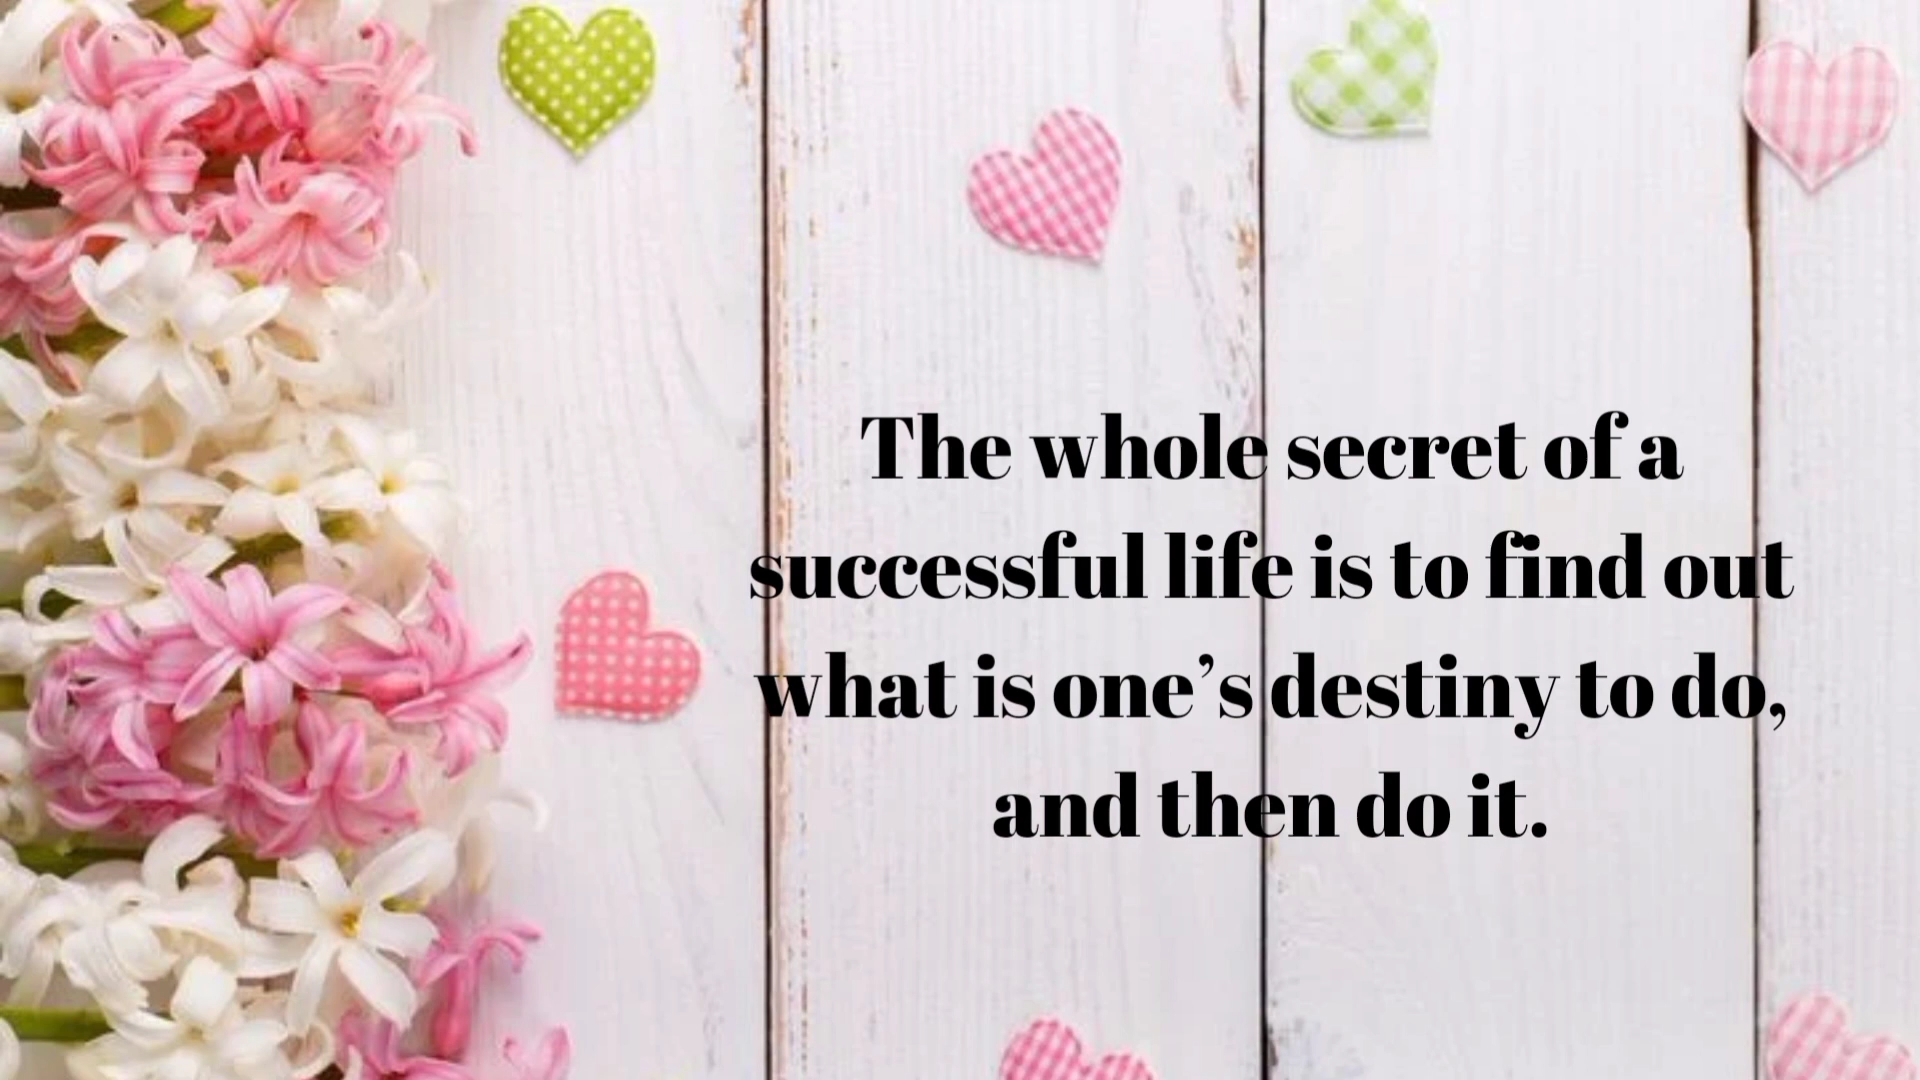 The whole secret of a
successful life is to find out
what is one’s destiny to do,
and then do it.